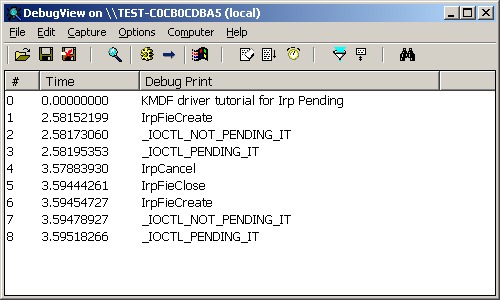 DebugView on \\TEST-C0CB0CDBA5 (local)
File Edit Capture Options Computer Help
# Time Debug Print
0 0.00000000 KMDF driver tutorial for Irp Pending
1 2.58152199 IrpFieCreate
2 2.58173060 _IOCTL_NOT_PENDING_IT
3 2.58195353 _IOCTL_PENDING_IT
4 3.57883930 IrpCancel
5 3.59444261 IrpFieClose
6 3.59454727 IrpFieCreate
7 3.59478927 _IOCTL_NOT_PENDING_IT
8 3.59518266 _IOCTL_PENDING_IT